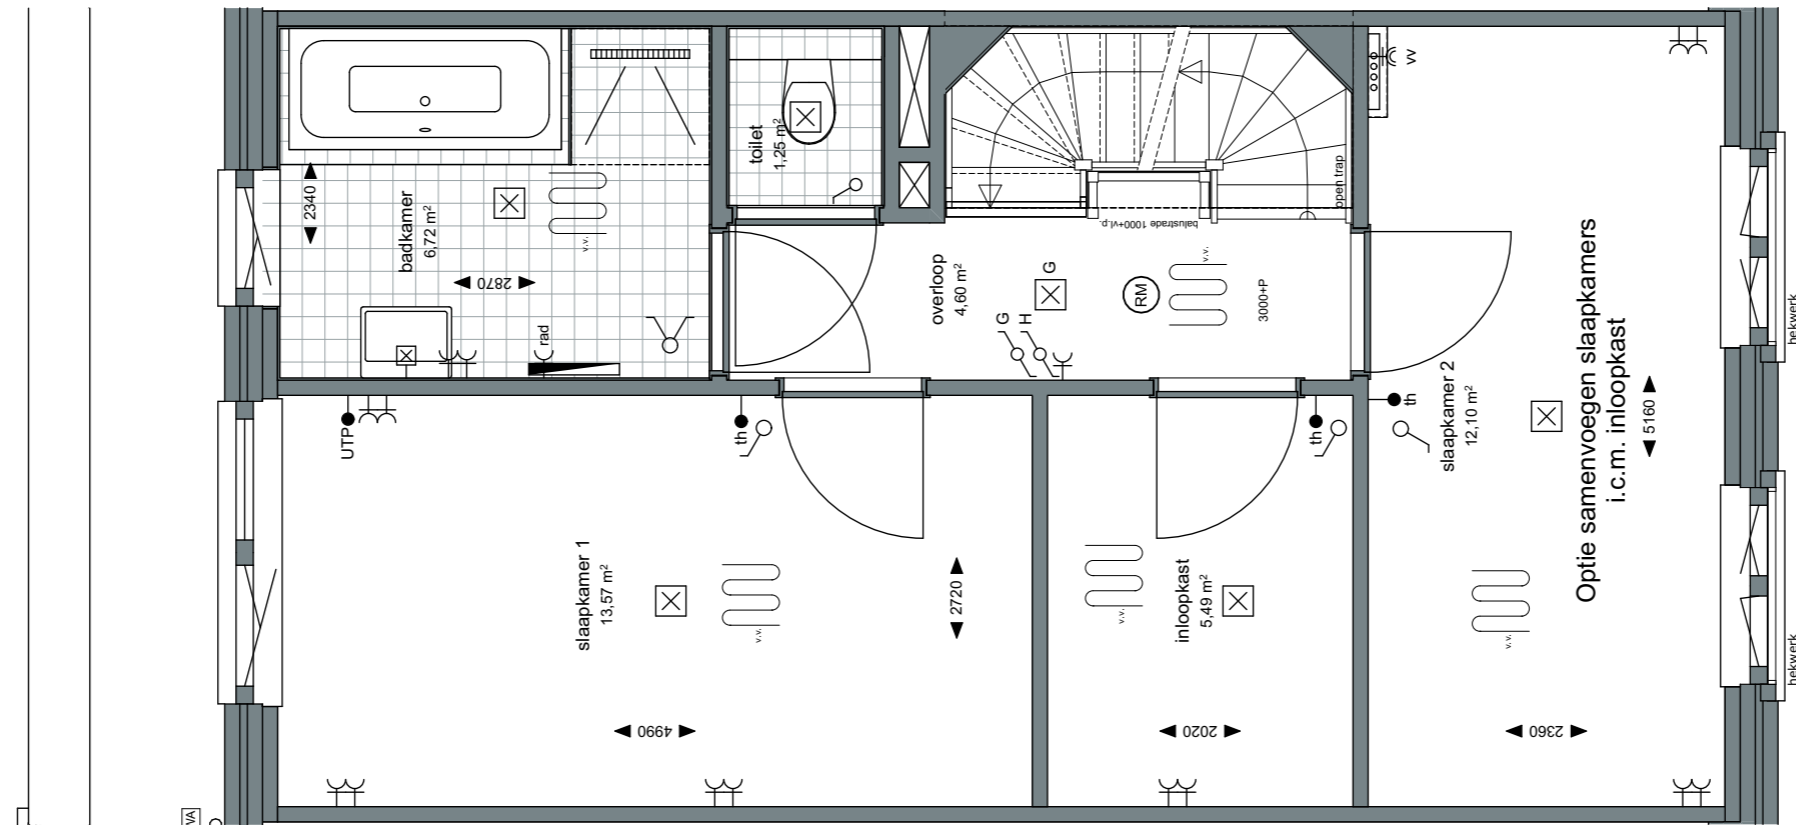 badkamer
6,72 m²
2340
2870
v.v.
rad
toilet
1,25 m²
overloop
4,60 m²
G
H
G
RM
v.v.
3000+P
balustrade 1000+vl.p.
open trap
vv
UTP
th
slaapkamer 1
13,57 m²
v.v.
2720
4990
th
inloopkast
5,49 m²
v.v.
2020
th
slaapkamer 2
12,10 m²
Optie samenvoegen slaapkamers
i.c.m. inloopkast
5160
v.v.
2360
hekwerk
hekwerk
WA